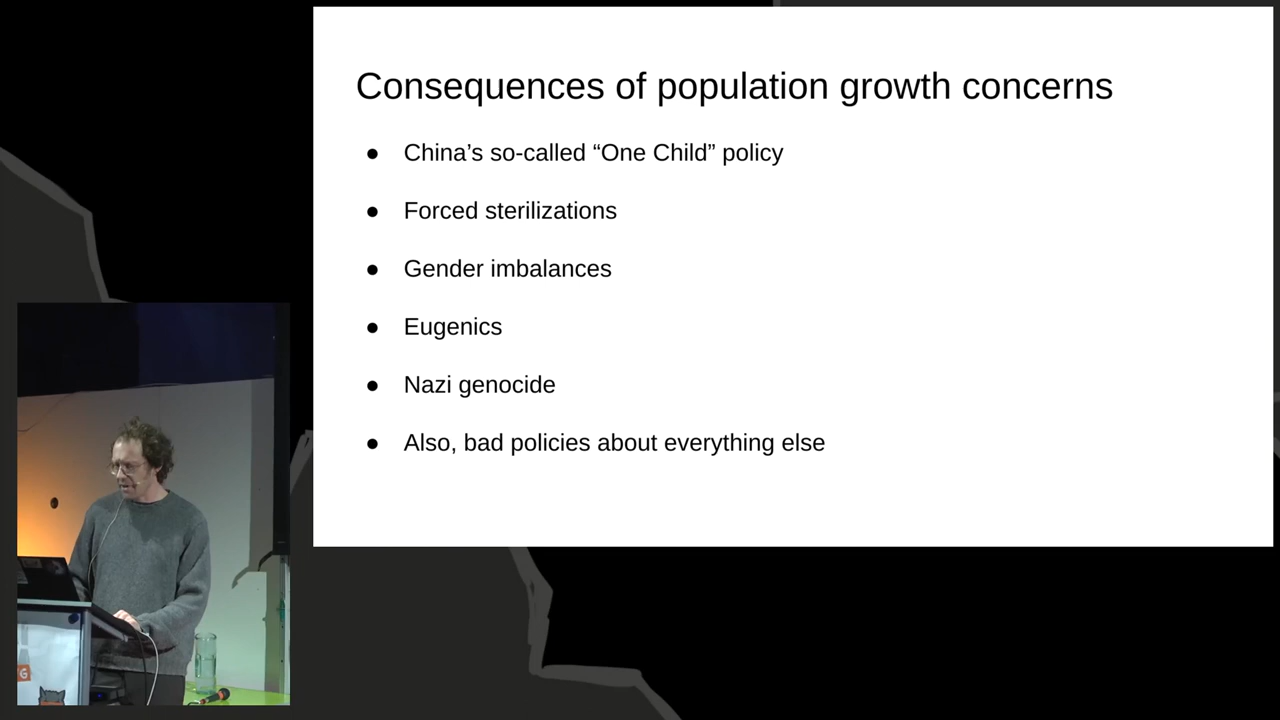 Consequences of population growth concerns
● China’s so-called “One Child” policy
● Forced sterilizations
● Gender imbalances
● Eugenics
● Nazi genocide
● Also, bad policies about everything else
G